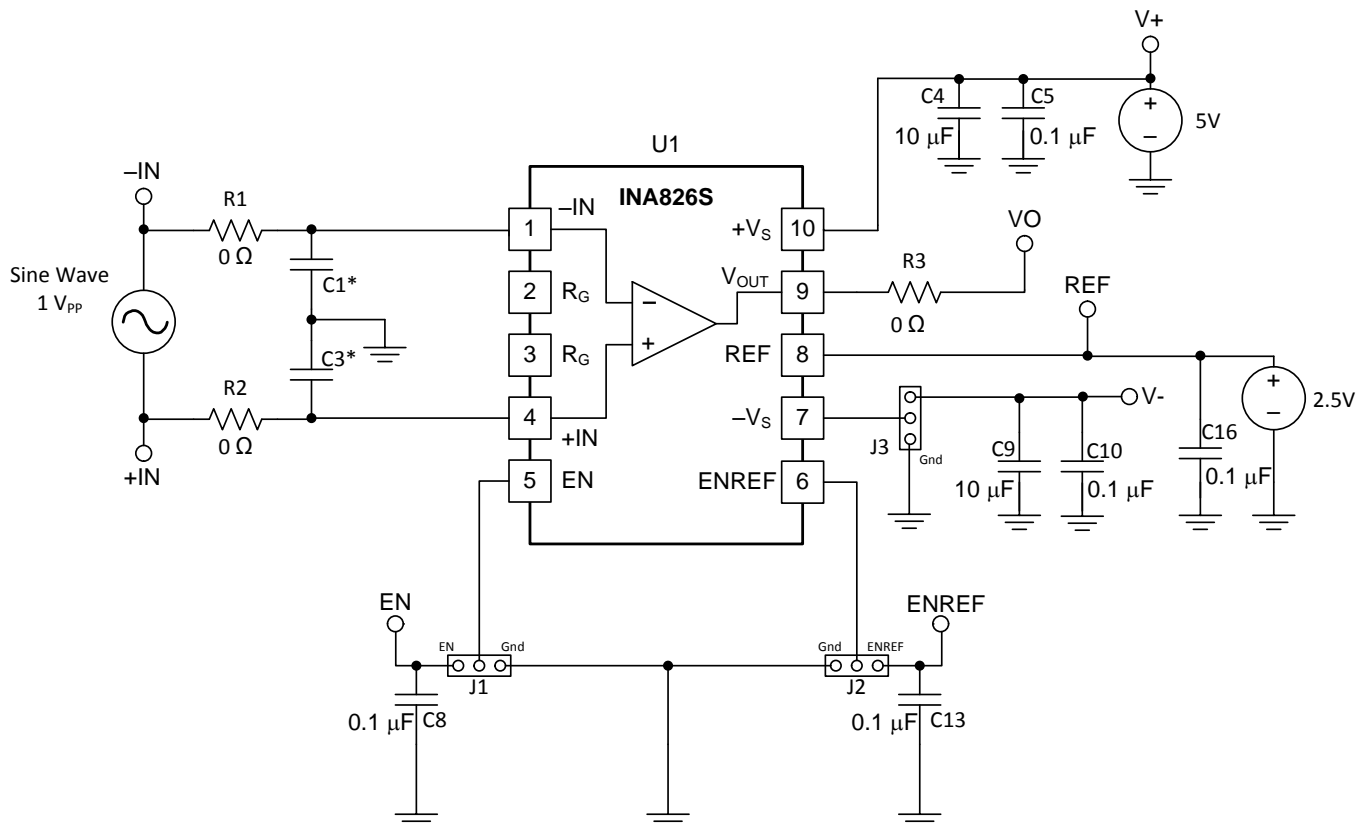 V+
C4
C5
10 µF
0.1 µF
+
–
5V
U1
INA826S
–IN
R1
0 Ω
Sine Wave
1 VPP
C1*
C3*
R2
0 Ω
+IN
1
–IN
2
RG
3
RG
4
+IN
5
EN
–
+
+VS
10
VOUT
9
REF
8
–VS
7
ENREF
6
R3
0 Ω
VO
REF
+
–
2.5V
J3
Gnd
V-
C9
10 µF
C10
0.1 µF
C16
0.1 µF
EN
EN
Gnd
J1
0.1 µF
C8
ENREF
Gnd
ENREF
J2
0.1 µF
C13